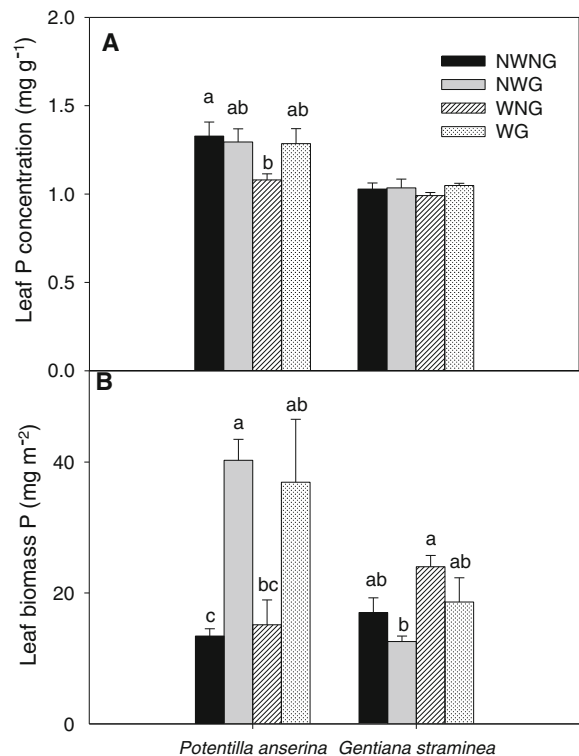 A
Leaf P concentration (mg g⁻¹)
2.0
1.5
1.0
0.5
0.0
NWNG
NWG
WNG
WG
a ab b ab
B
Leaf biomass P (mg m⁻²)
40
20
0
c a bc ab
ab b a ab
Potentilla anserina Gentiana straminea